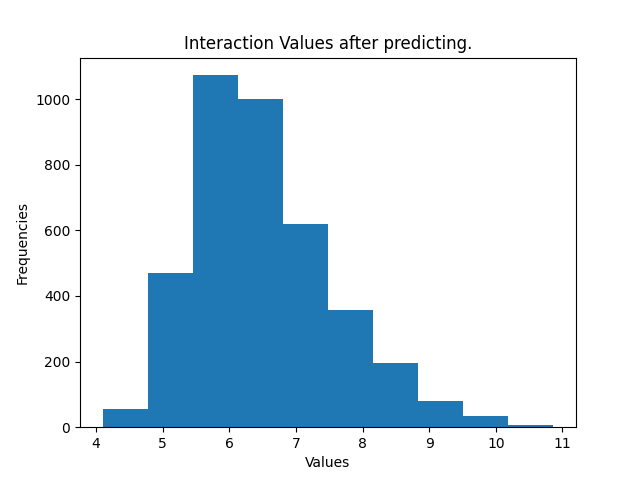 Interaction Values after predicting.
1000
800
600
400
200
0
Frequencies
4 5 6 7 8 9 10 11
Values